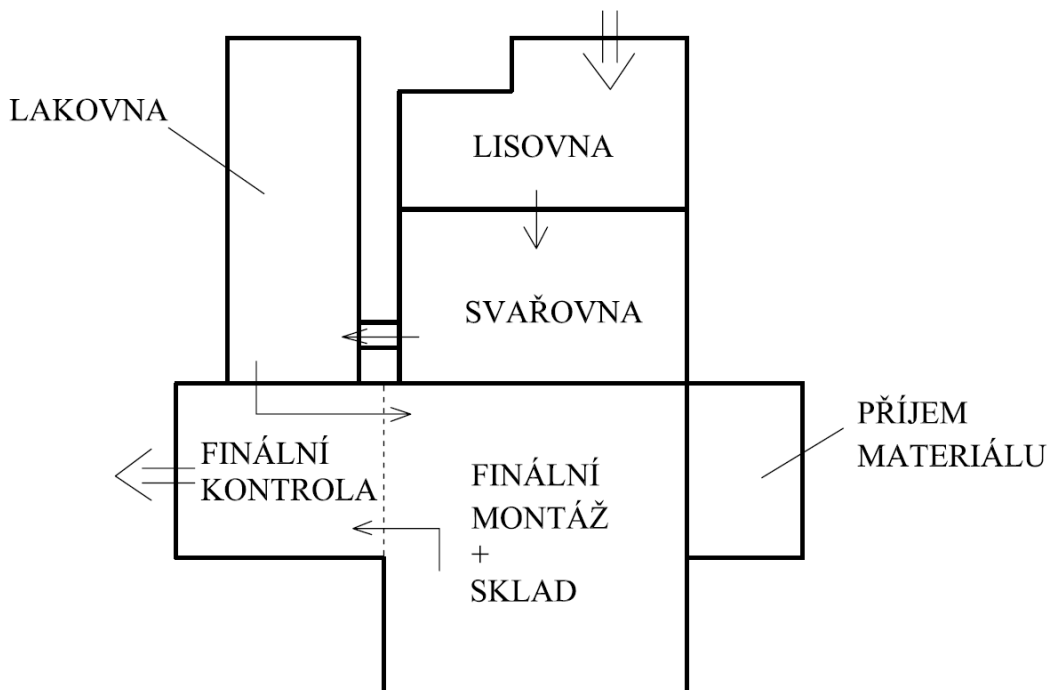 LAKOVNA
LISOVNA
SVAŘOVNA
PŘÍJEM
MATERIÁLU
FINÁLNÍ
KONTROLA
FINÁLNÍ
MONTÁŽ
+
SKLAD